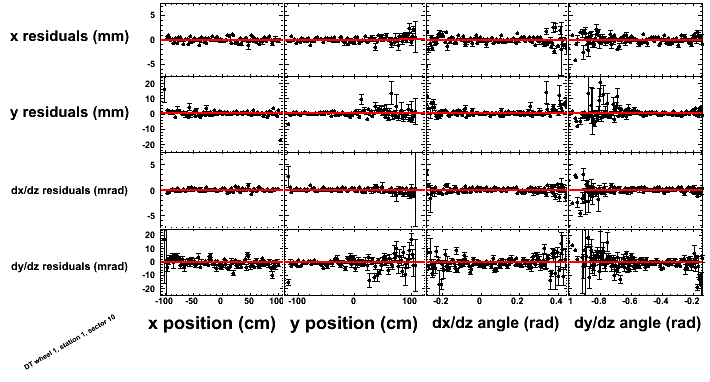 x residuals (mm)
5
0
-5
y residuals (mm)
20
10
0
-10
-20
dx/dz residuals (mrad)
5
0
-5
dy/dz residuals (mrad)
20
10
0
-10
-20
-100 -50 0 50 100 -100 0 100 -0.2 0 0.2 0.4 1 -0.8 -0.6 -0.4 -0.2
x position (cm) y position (cm) dx/dz angle (rad) dy/dz angle (rad)
DT wheel 1, station 1, sector 10